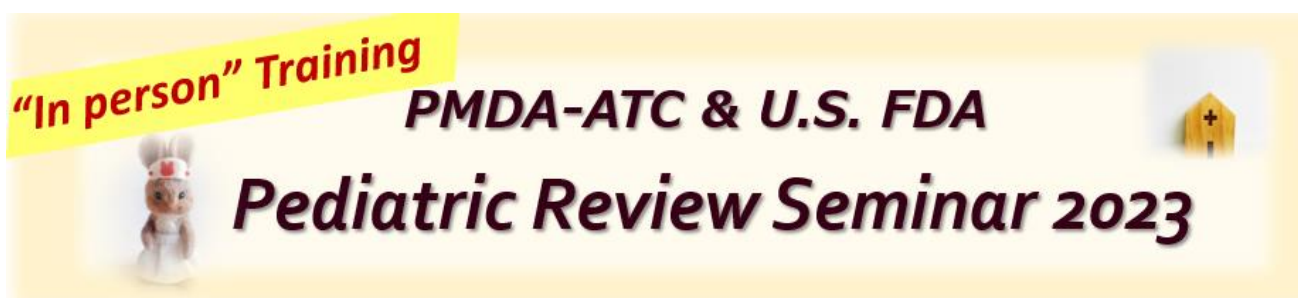 “In person” Training
PMDA-ATC & U.S. FDA
Pediatric Review Seminar 2023